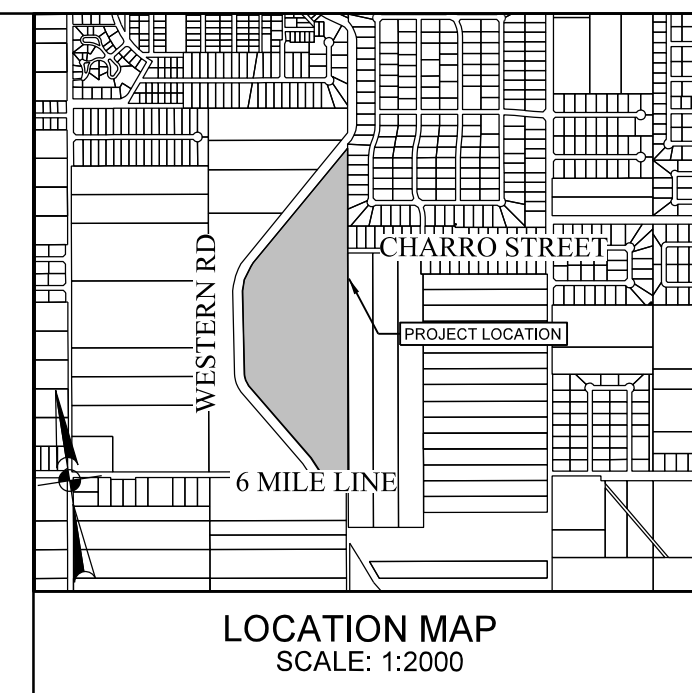 CHARRO STREET
WESTERN RD
PROJECT LOCATION
6 MILE LINE
LOCATION MAP
SCALE: 1:2000